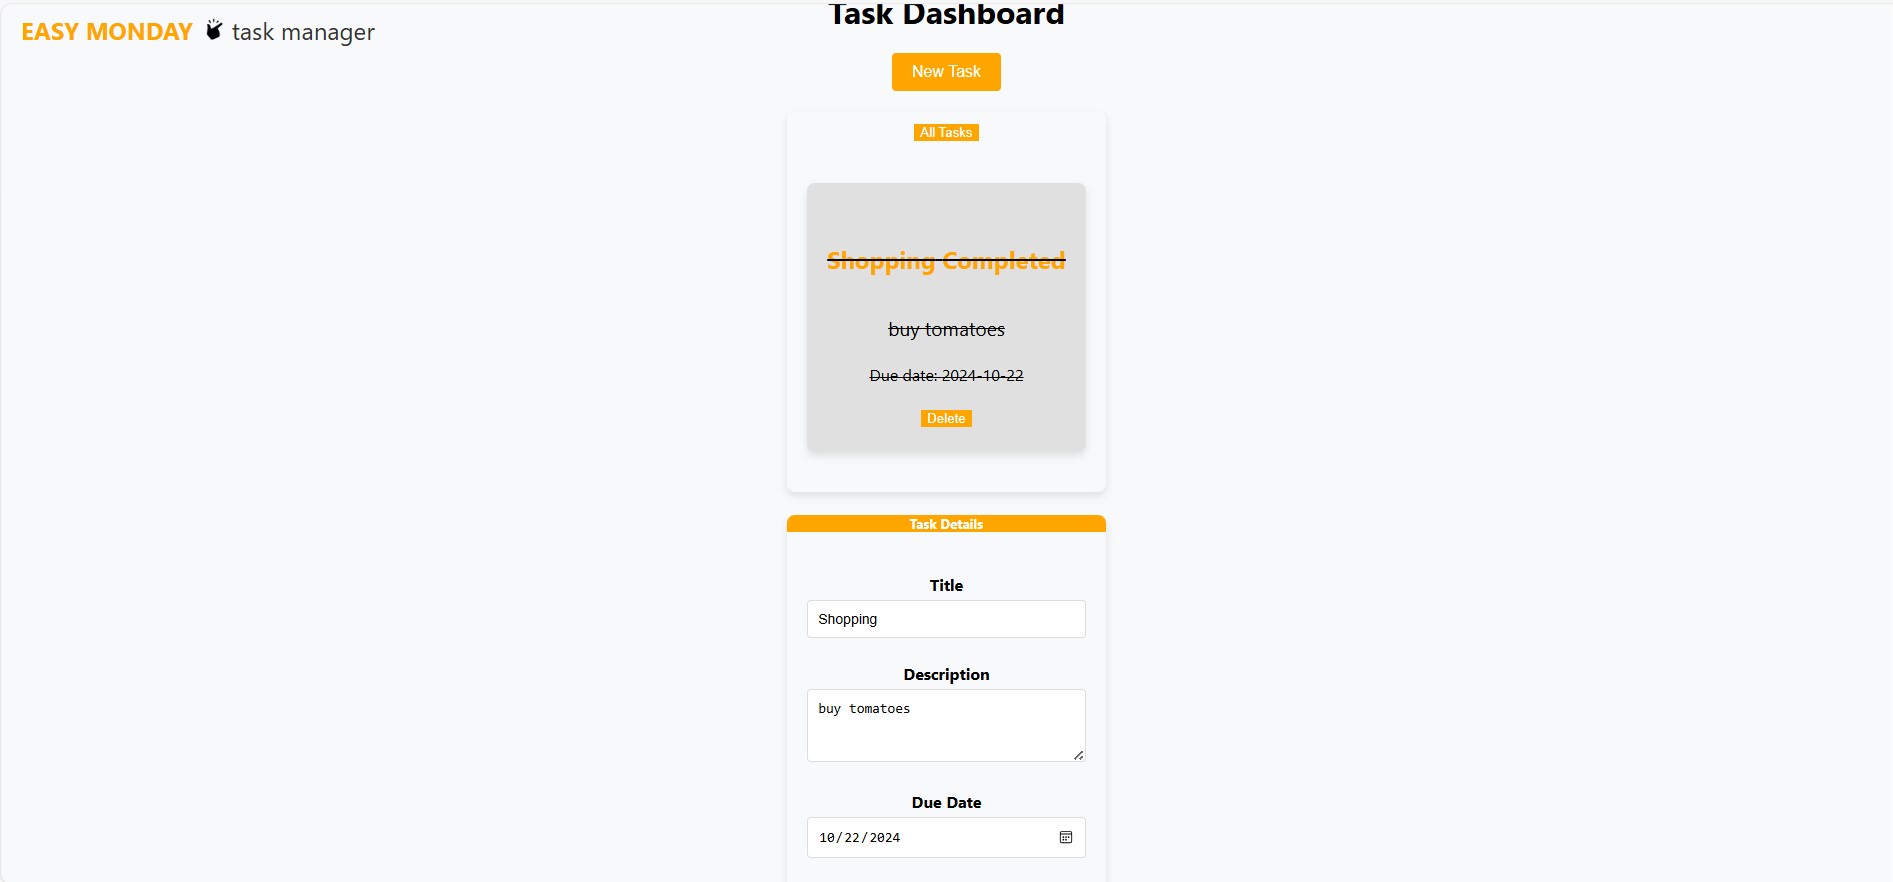 Task Dashboard
EASY MONDAY task manager
New Task
All Tasks
Shopping Completed
buy tomatoes
Due date: 2024-10-22
Delete
Task Details
Title
Shopping
Description
buy tomatoes
Due Date
10/22/2024